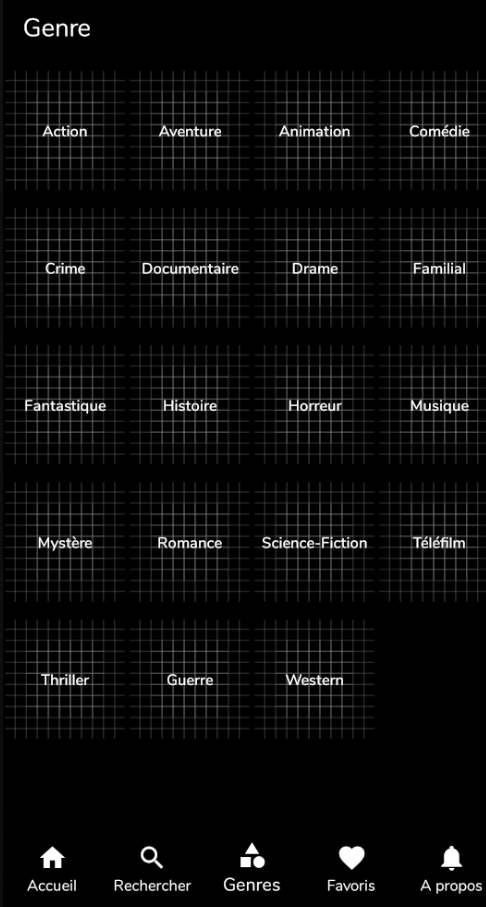 Genre
Action Aventure Animation Comédie
Crime Documentaire Drame Familial
Fantastique Histoire Horreur Musique
Mystère Romance Science-Fiction Téléfilm
Thriller Guerre Western
Accueil Rechercher Genres Favoris A propos